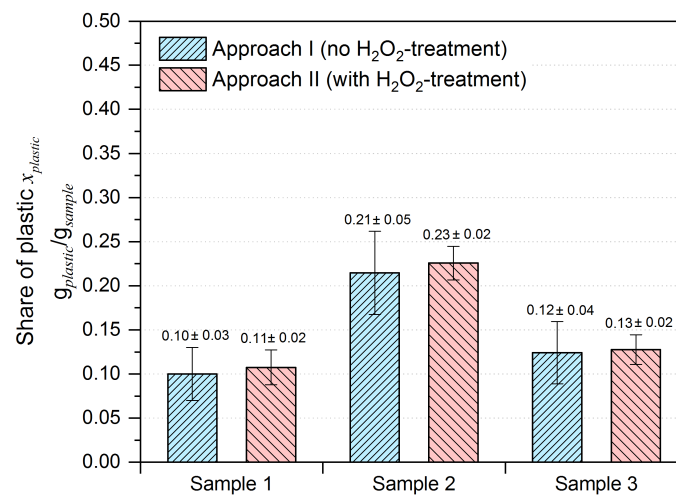 Share of plastic x_plastic
g_plastic/g_sample
0.50
0.45
0.40
0.35
0.30
0.25
0.20
0.15
0.10
0.05
0.00
Approach I (no H₂O₂-treatment)
Approach II (with H₂O₂-treatment)
0.10± 0.03
0.11± 0.02
0.21± 0.05
0.23± 0.02
0.12± 0.04
0.13± 0.02
Sample 1
Sample 2
Sample 3